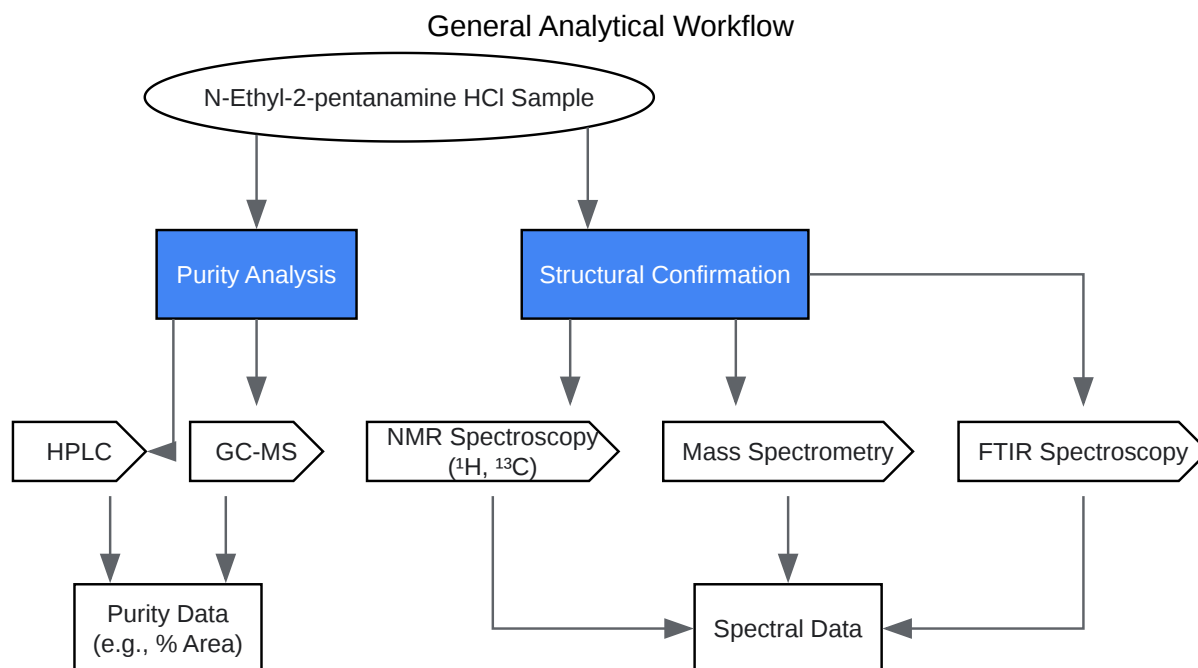 General Analytical Workflow
N-Ethyl-2-pentanamine HCl Sample
Purity Analysis
Structural Confirmation
HPLC
GC-MS
NMR Spectroscopy
(¹H, ¹³C)
Mass Spectrometry
FTIR Spectroscopy
Purity Data
(e.g., % Area)
Spectral Data